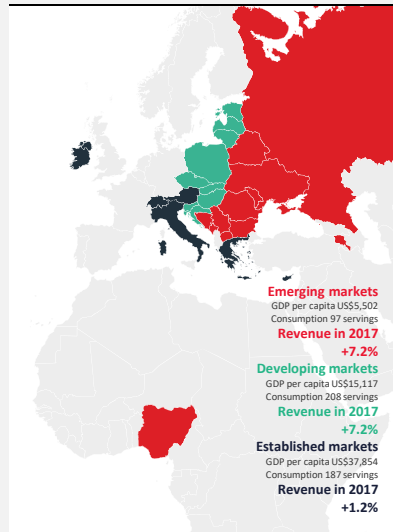 Emerging markets
GDP per capita US$5,502
Consumption 97 servings
Revenue in 2017
+7.2%
Developing markets
GDP per capita US$15,117
Consumption 208 servings
Revenue in 2017
+7.2%
Established markets
GDP per capita US$37,854
Consumption 187 servings
Revenue in 2017
+1.2%